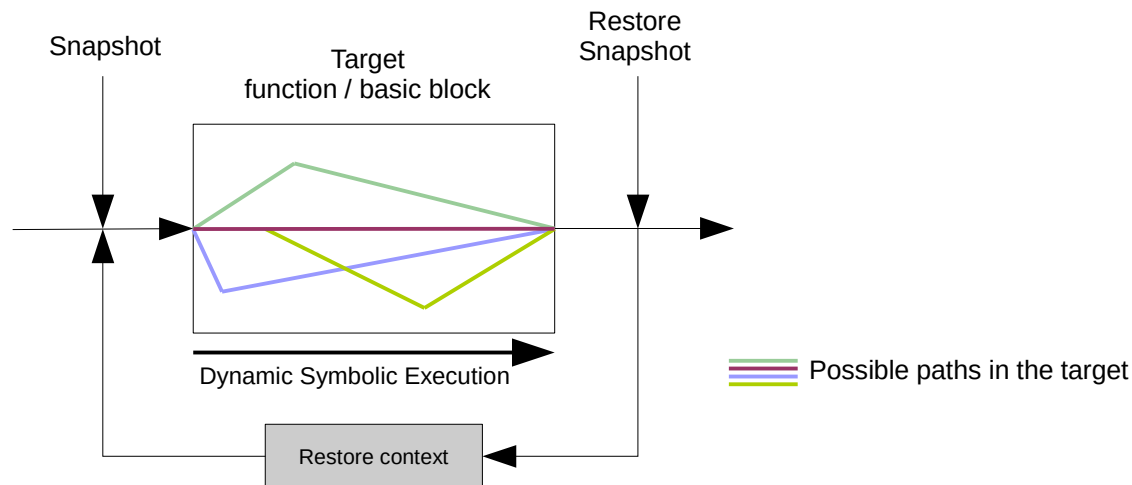 Snapshot
Target
function / basic block
Restore
Snapshot
Dynamic Symbolic Execution
Possible paths in the target
Restore context